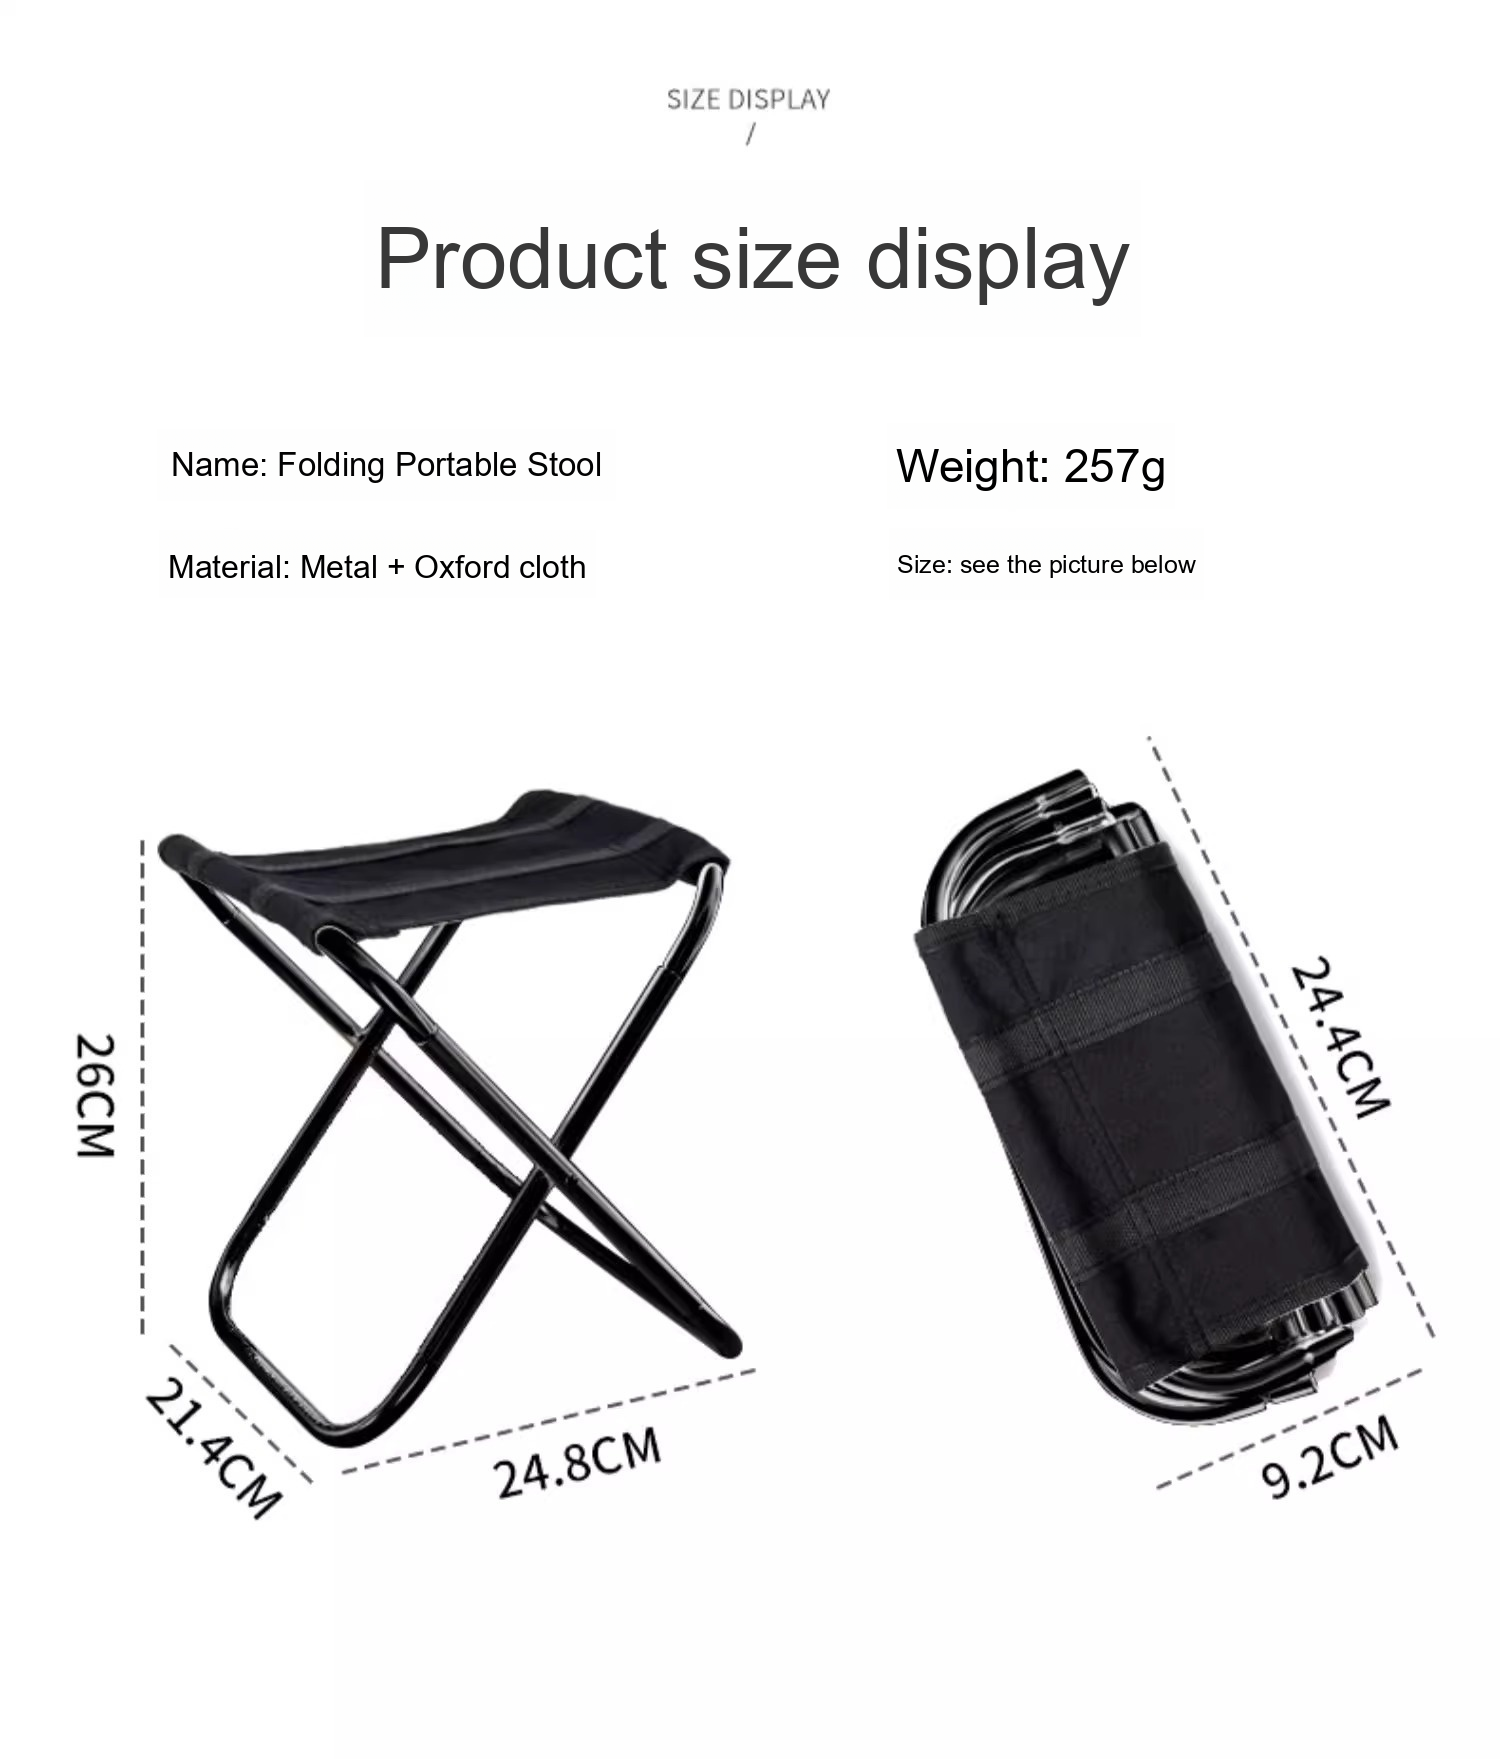 SIZE DISPLAY
/
Product size display
Name: Folding Portable Stool
Weight: 257g
Material: Metal + Oxford cloth
Size: see the picture below
26CM
21.4CM
24.8CM
24.4CM
9.2CM